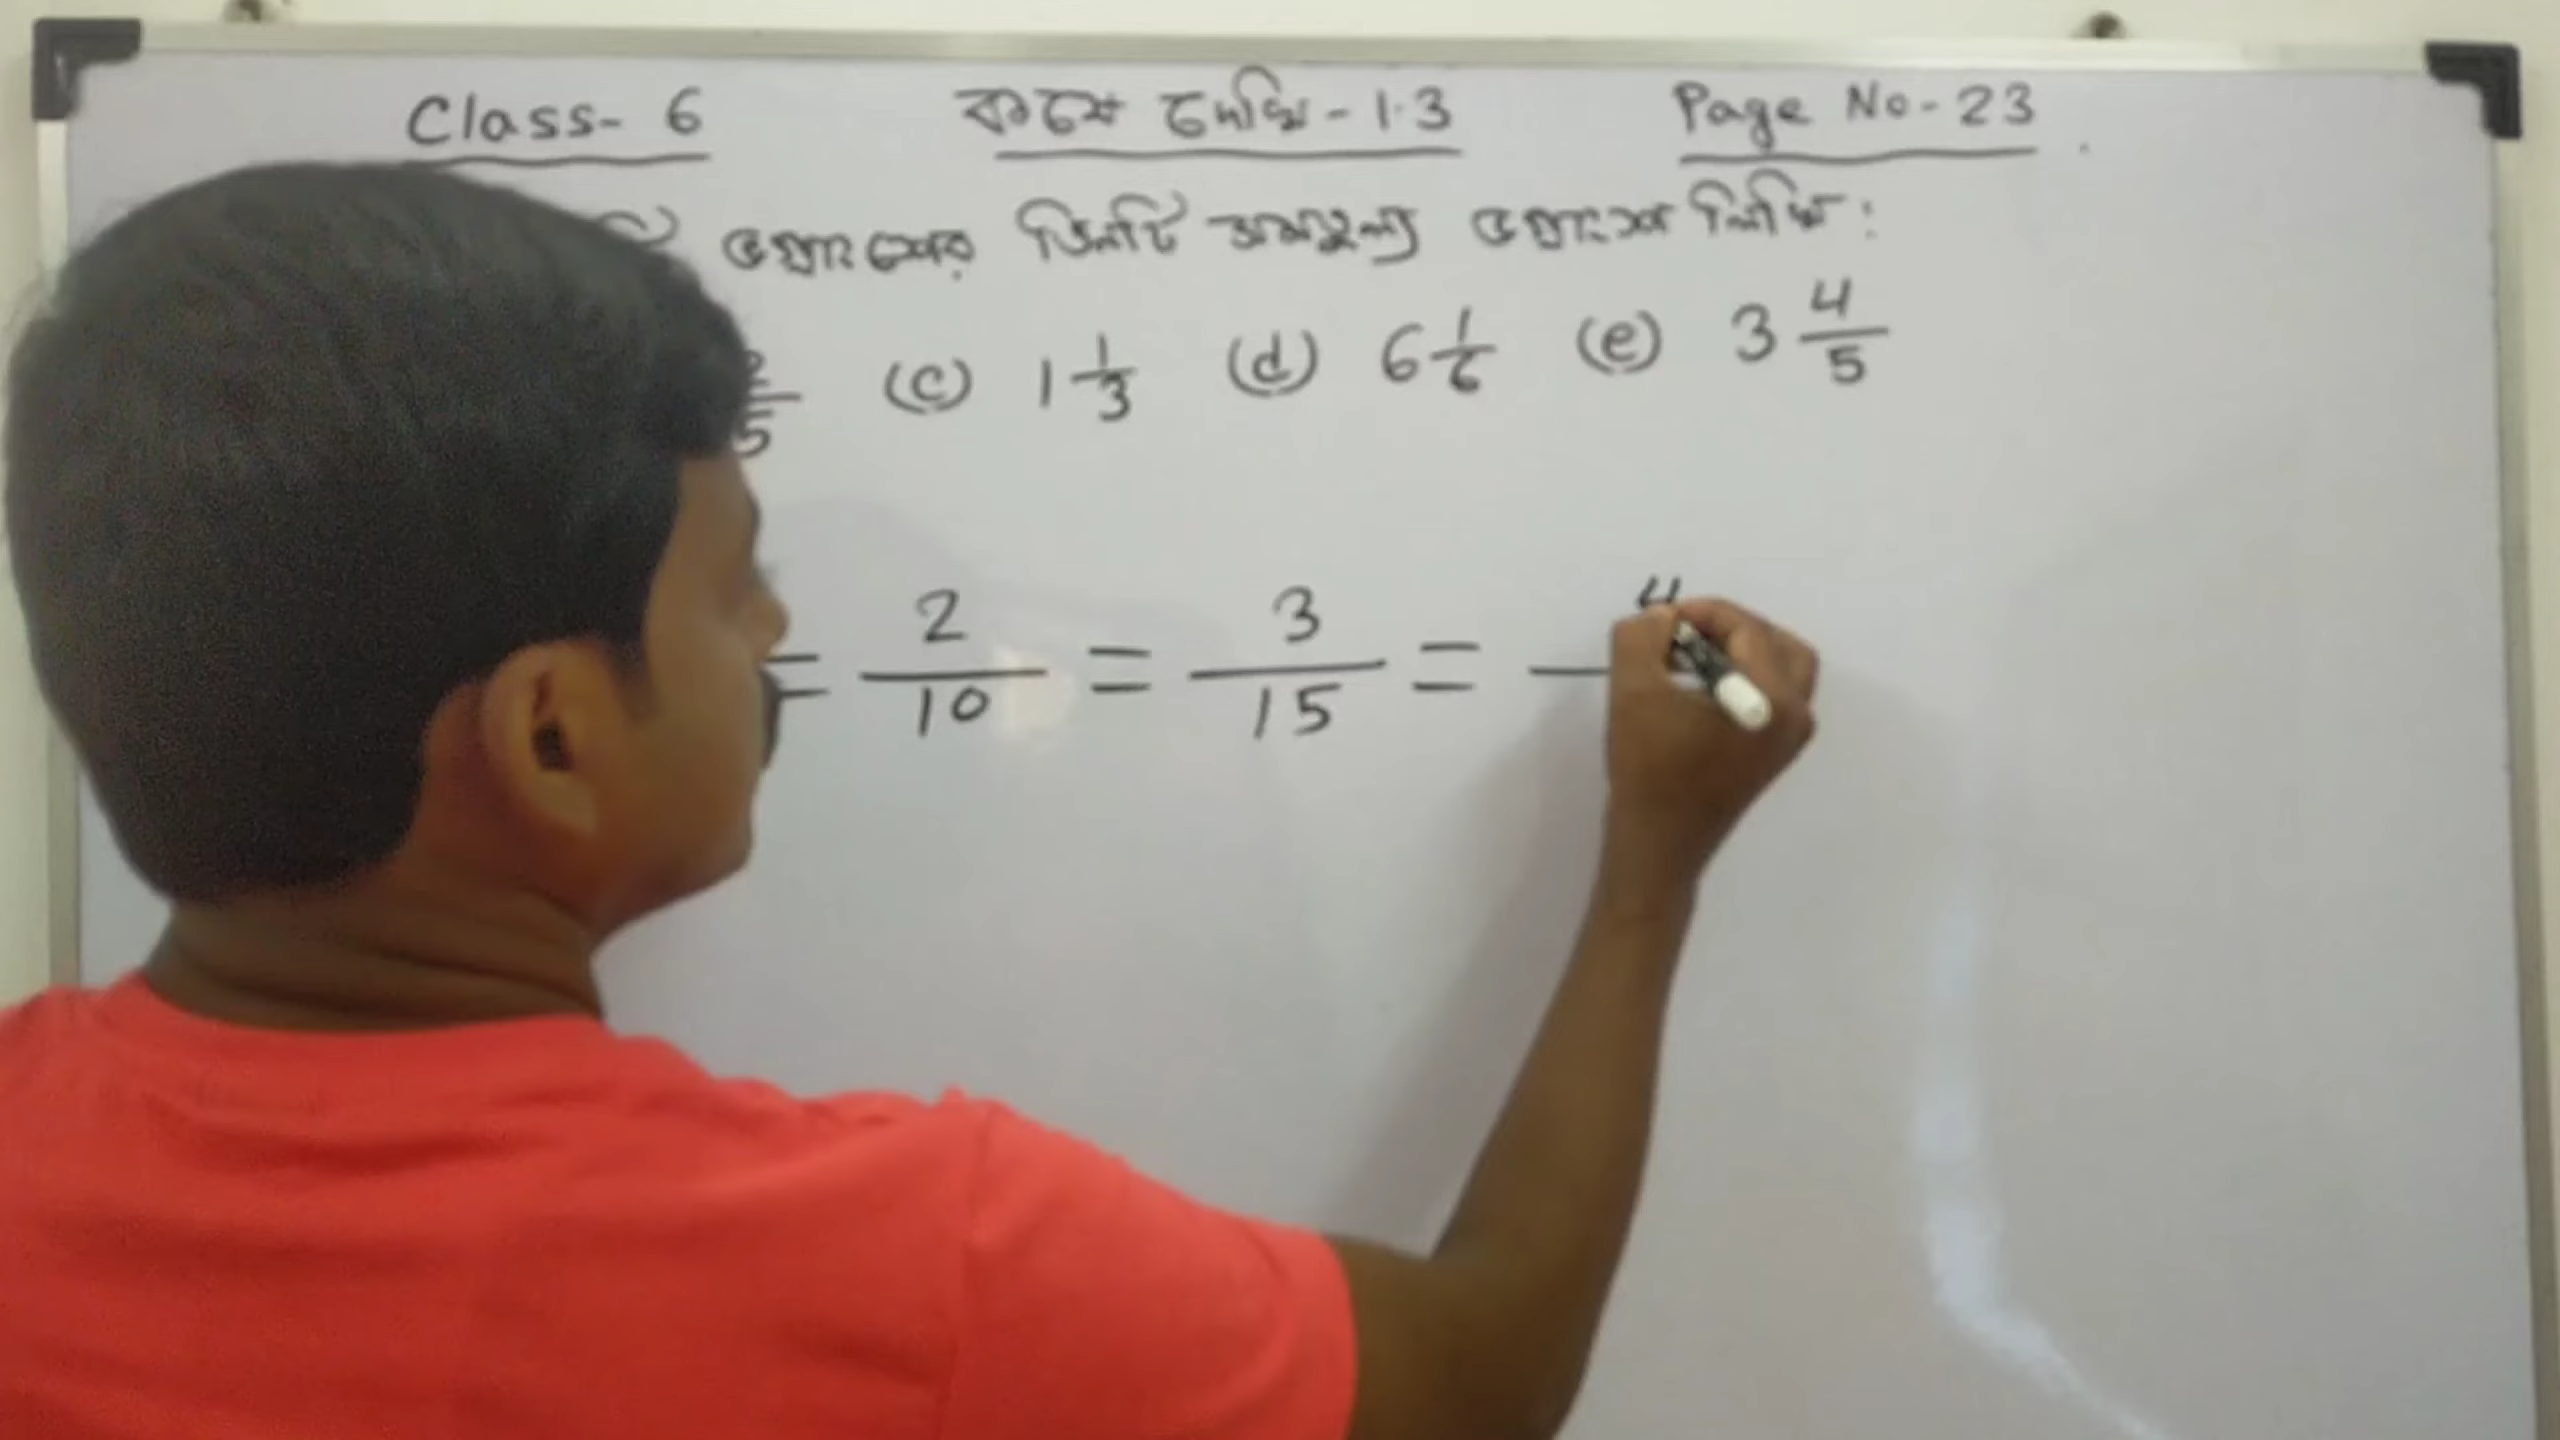 Class- 6 কষে দেখি - 1.3 Page No - 23
ভগ্নাংশের তিনটি সমতুল্য ভগ্নাংশ লিখি :
(c) 1 1/3 (d) 6 1/6 (e) 3 4/5
= 2/10 = 3/15 = 4